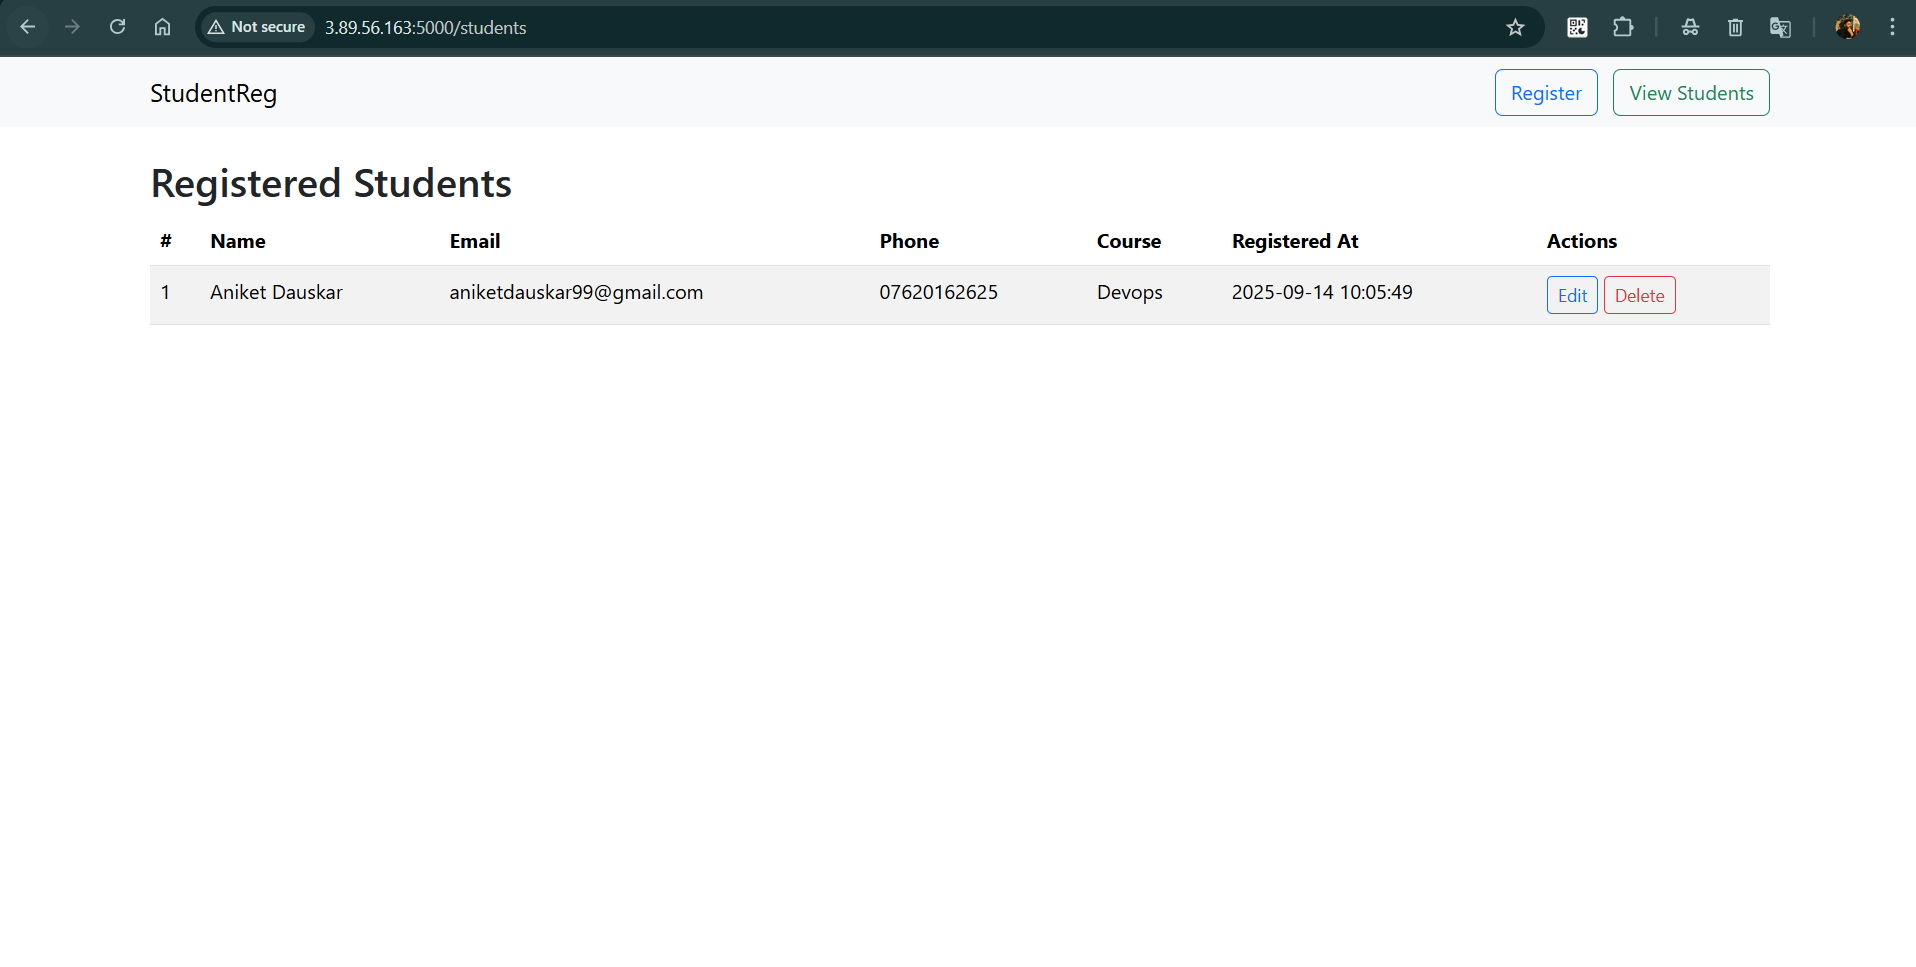 Not secure 3.89.56.163:5000/students
StudentReg Register View Students
Registered Students
# Name Email Phone Course Registered At Actions
1 Aniket Dauskar aniketdauskar99@gmail.com 07620162625 Devops 2025-09-14 10:05:49 Edit Delete